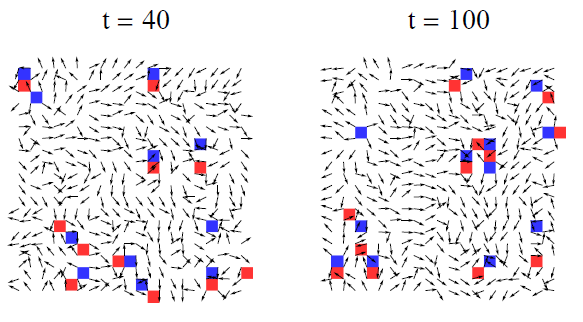 t = 40
t = 100